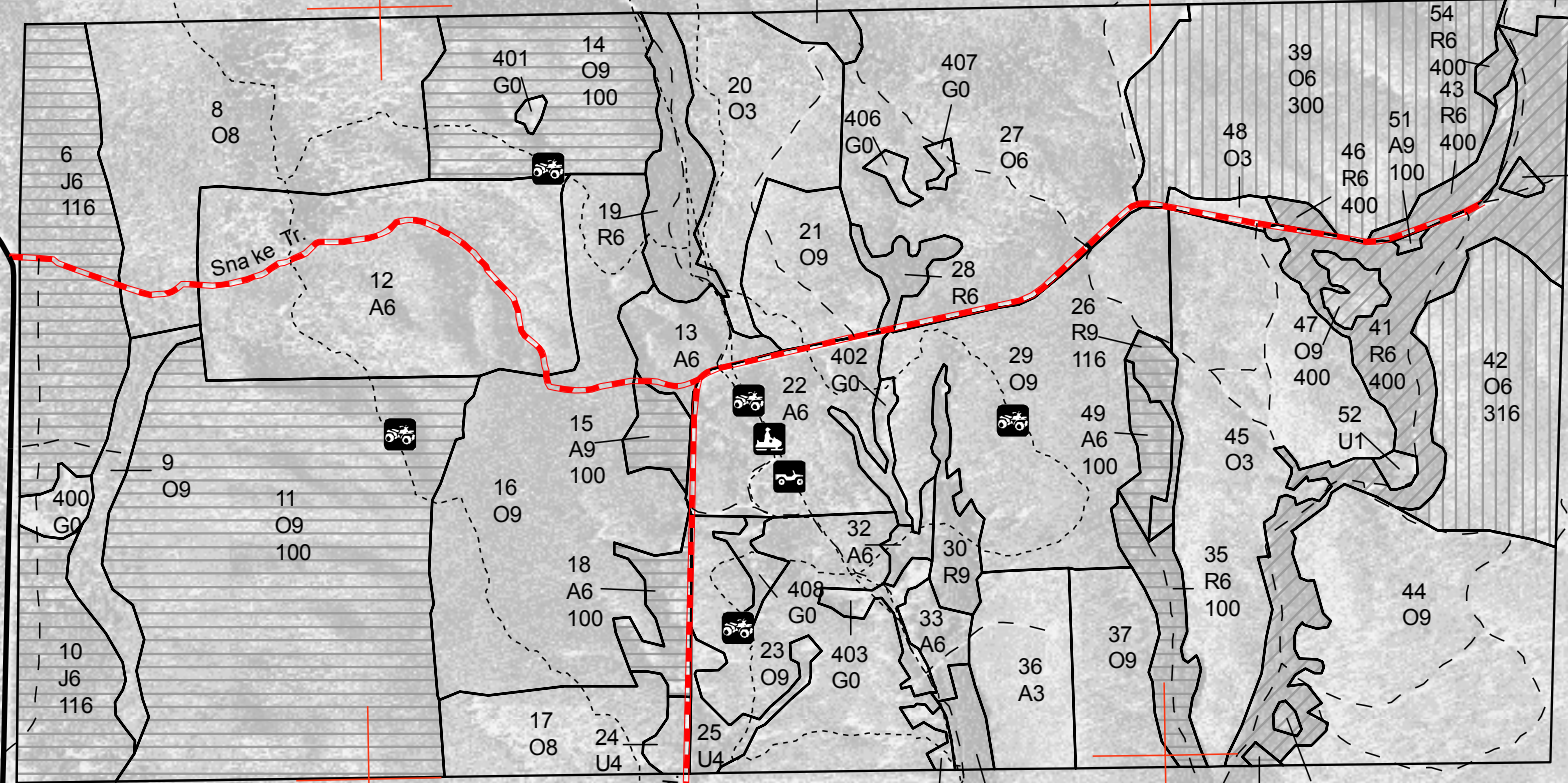 6
J6
116
8
O8
401
G0
14
O9
100
20
O3
406
G0
407
G0
27
O6
39
O6
300
54
R6
400
43
R6
400
48
O3
46
R6
400
51
A9
100
19
R6
21
O9
28
R6
Snake Tr.
12
A6
13
A6
402
G0
22
A6
26
R9
116
29
O9
47
O9
400
41
R6
400
42
O6
316
15
A9
100
49
A6
100
45
O3
52
U1
9
O9
400
G0
11
O9
100
16
O9
32
A6
30
R9
18
A6
100
408
G0
35
R6
100
44
O9
33
A6
37
O9
23
O9
403
G0
36
A3
10
J6
116
17
O8
24
U4
25
U4